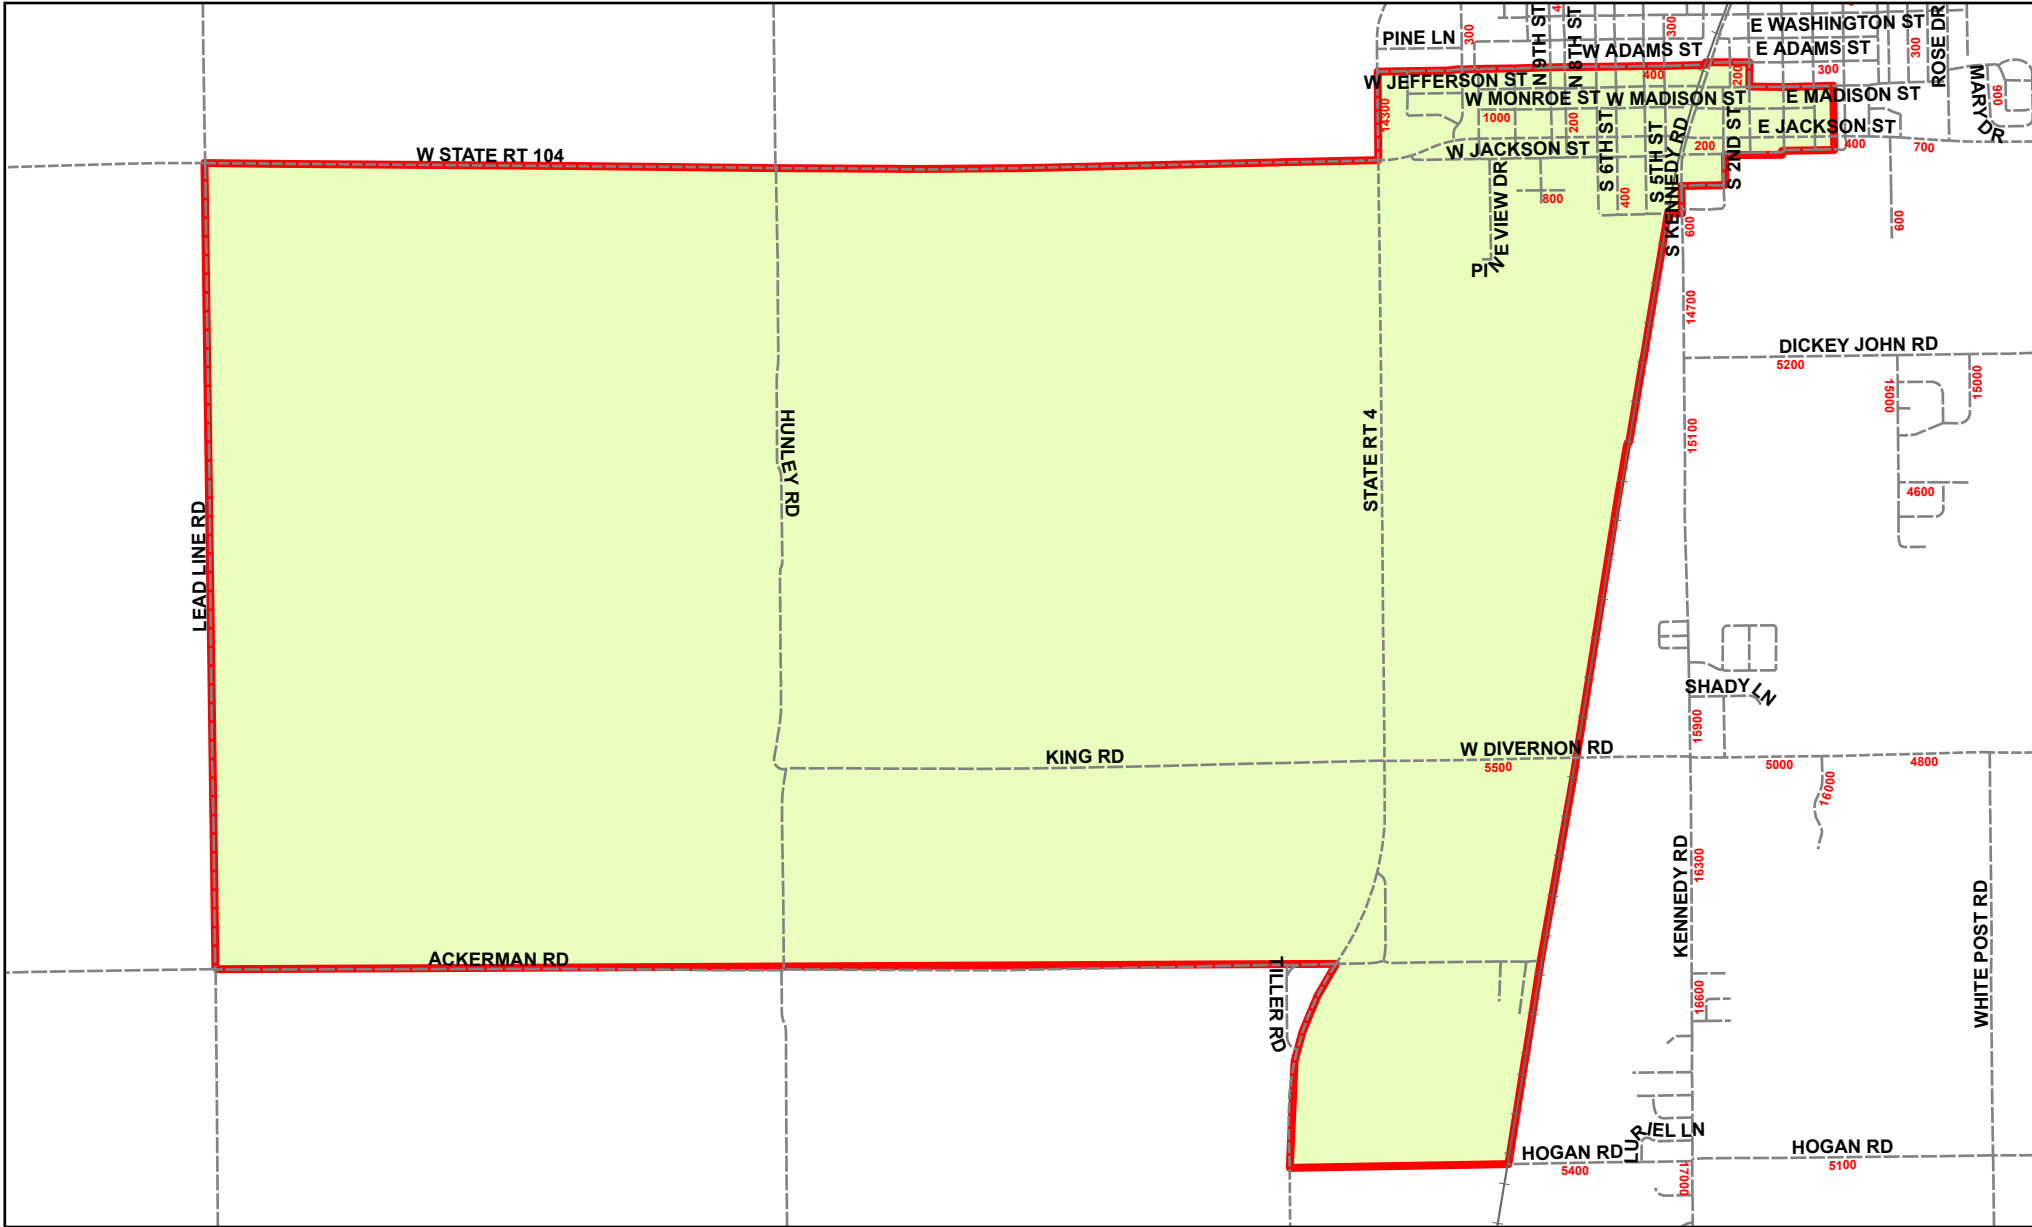 E WASHINGTON ST
PINE LN
300
N 9TH ST
4
N 8TH ST
300
W ADAMS ST
E ADAMS ST
300
300
ROSE DR
W JEFFERSON ST
400
200
W MONROE ST
W MADISON ST
E MADISON ST
MARY DR
900
14300
1000
200
E JACKSON ST
W JACKSON ST
200
400
700
S 6TH ST
S 5TH ST
S KENNEDY RD
S 2ND ST
W STATE RT 104
PINE VIEW DR
800
400
600
600
14700
DICKEY JOHN RD
5200
15000
15000
HUNLEY RD
STATE RT 4
15100
4600
LEAD LINE RD
SHADY LN
15900
KING RD
W DIVERNON RD
5500
5000
4800
16000
KENNEDY RD
16300
WHITE POST RD
ACKERMAN RD
TILLER RD
16600
LURIEL LN
HOGAN RD
5400
HOGAN RD
5100
17000